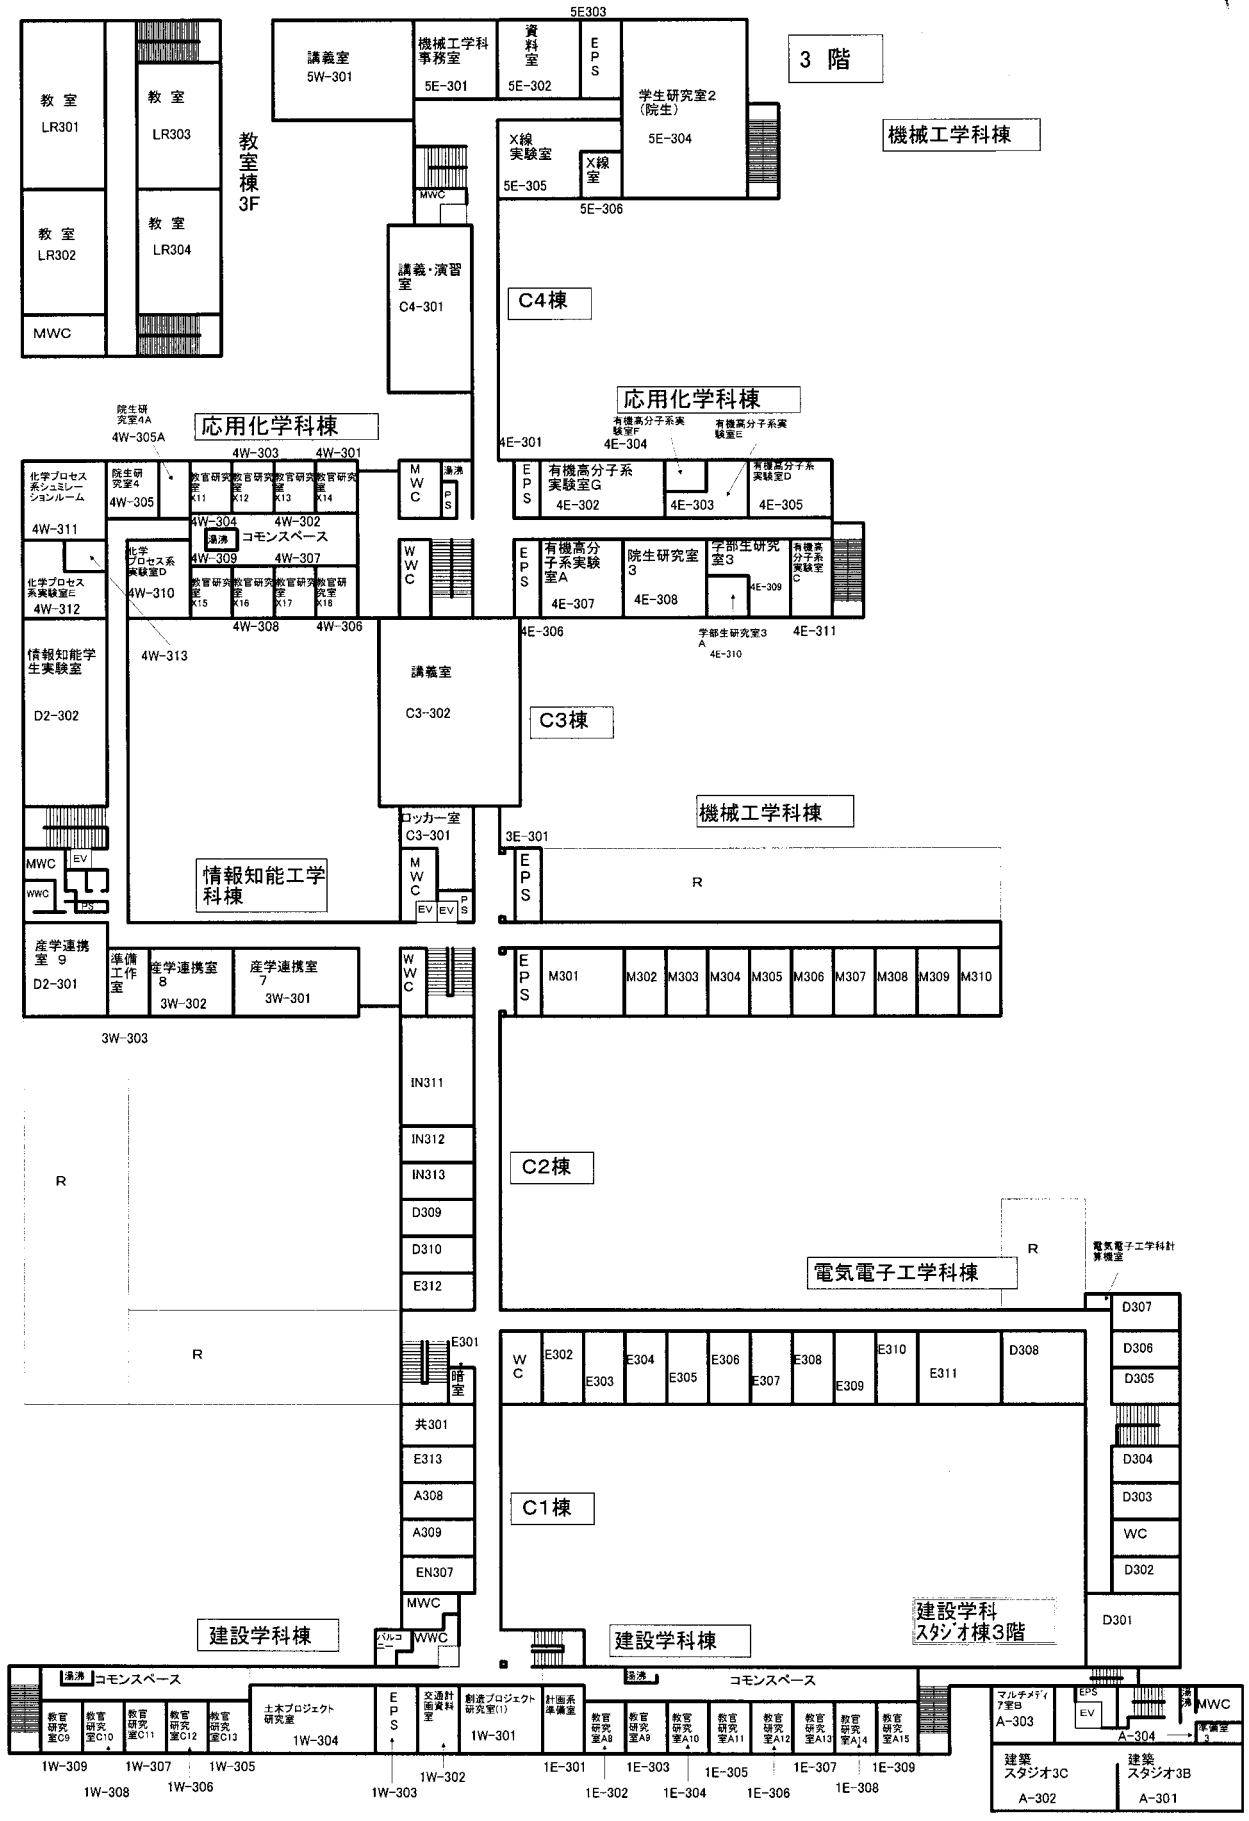 5E303
3 階
講義室
5W-301
機械工学科
事務室
5E-301
資
料
室
5E-302
E
P
S
学生研究室2
(院生)
5E-304
機械工学科棟
教 室
LR301
教 室
LR303
教
室
棟
3F
X線
実験室
5E-305
X線
室
5E-306
MWC
教 室
LR302
教 室
LR304
MWC
講義・演習
室
C4-301
C4棟
院生研
究室4A
4W-305A
応用化学科棟
4W-303
4W-301
応用化学科棟
有機高分子系実
験室F
4E-304
有機高分子系実
験室E
4E-301
化学プロセス
系シュミレー
ションルーム
4W-311
院生研
究室4
4W-305
教官研究
室
X11
教官研究
室
X12
教官研究
室
X13
教官研究
室
X14
M
W
C
湯沸
P
S
E
P
S
有機高分子系
実験室G
4E-302
4E-303
有機高分子系
実験室D
4E-305
4W-304
4W-302
湯沸
コモンスペース
4W-309
4W-307
化学プロセス
系実験室E
4W-312
化学
プロセス系
実験室D
4W-310
教官研究
室
X15
教官研究
室
X16
教官研究
室
X17
教官研
究室
X18
W
W
C
E
P
S
有機高分
子系実験
室A
4E-307
院生研究室
3
4E-308
学部生研究
室3
4E-309
有機高
分子系
実験室
C
4W-308
4W-306
4E-306
学部生研究室3
A
4E-310
4E-311
4W-313
情報知能学
生実験室
D2-302
講義室
C3-302
C3棟
機械工学科棟
ロッカー室
C3-301
3E-301
MWC
EV
WWC
PS
情報知能工学
科棟
M
W
C
EV
EV
P
S
E
P
S
R
産学連携
室 9
D2-301
準備
工作
室
産学連携室
8
3W-302
産学連携室
7
3W-301
W
W
C
E
P
S
M301
M302
M303
M304
M305
M306
M307
M308
M309
M310
3W-303
IN311
IN312
IN313
D309
D310
E312
C2棟
R
R
R
電気電子工学科計
算機室
電気電子工学科棟
D307
D306
D305
E301
暗
室
W
C
E302
E303
E304
E305
E306
E307
E308
E309
E310
E311
D308
共301
E313
A308
A309
EN307
C1棟
D304
D303
WC
D302
D301
MWC
WWC
バルコ
ニー
建設学科棟
建設学科棟
建設学科
スタジオ棟3階
湯沸
コモンスペース
湯沸
コモンスペース
教官
研究
室C9
教官
研究
室C10
教官
研究
室C11
教官
研究
室C12
教官
研究
室C13
土木プロジェクト
研究室
1W-304
E
P
S
交通計
画資料
室
創造プロジェクト
研究室(1)
1W-301
計画系
準備室
教官
研究
室A8
教官
研究
室A9
教官
研究
室A10
教官
研究
室A11
教官
研究
室A12
教官
研究
室A13
教官
研究
室A14
教官
研究
室A15
マルチメディ
ア室B
A-303
EPS
EV
湯
沸
MWC
A-304
準備室
3
1W-309
1W-308
1W-307
1W-306
1W-305
1W-303
1W-302
1E-301
1E-302
1E-303
1E-304
1E-305
1E-306
1E-307
1E-308
1E-309
建築
スタジオ3C
A-302
建築
スタジオ3B
A-301